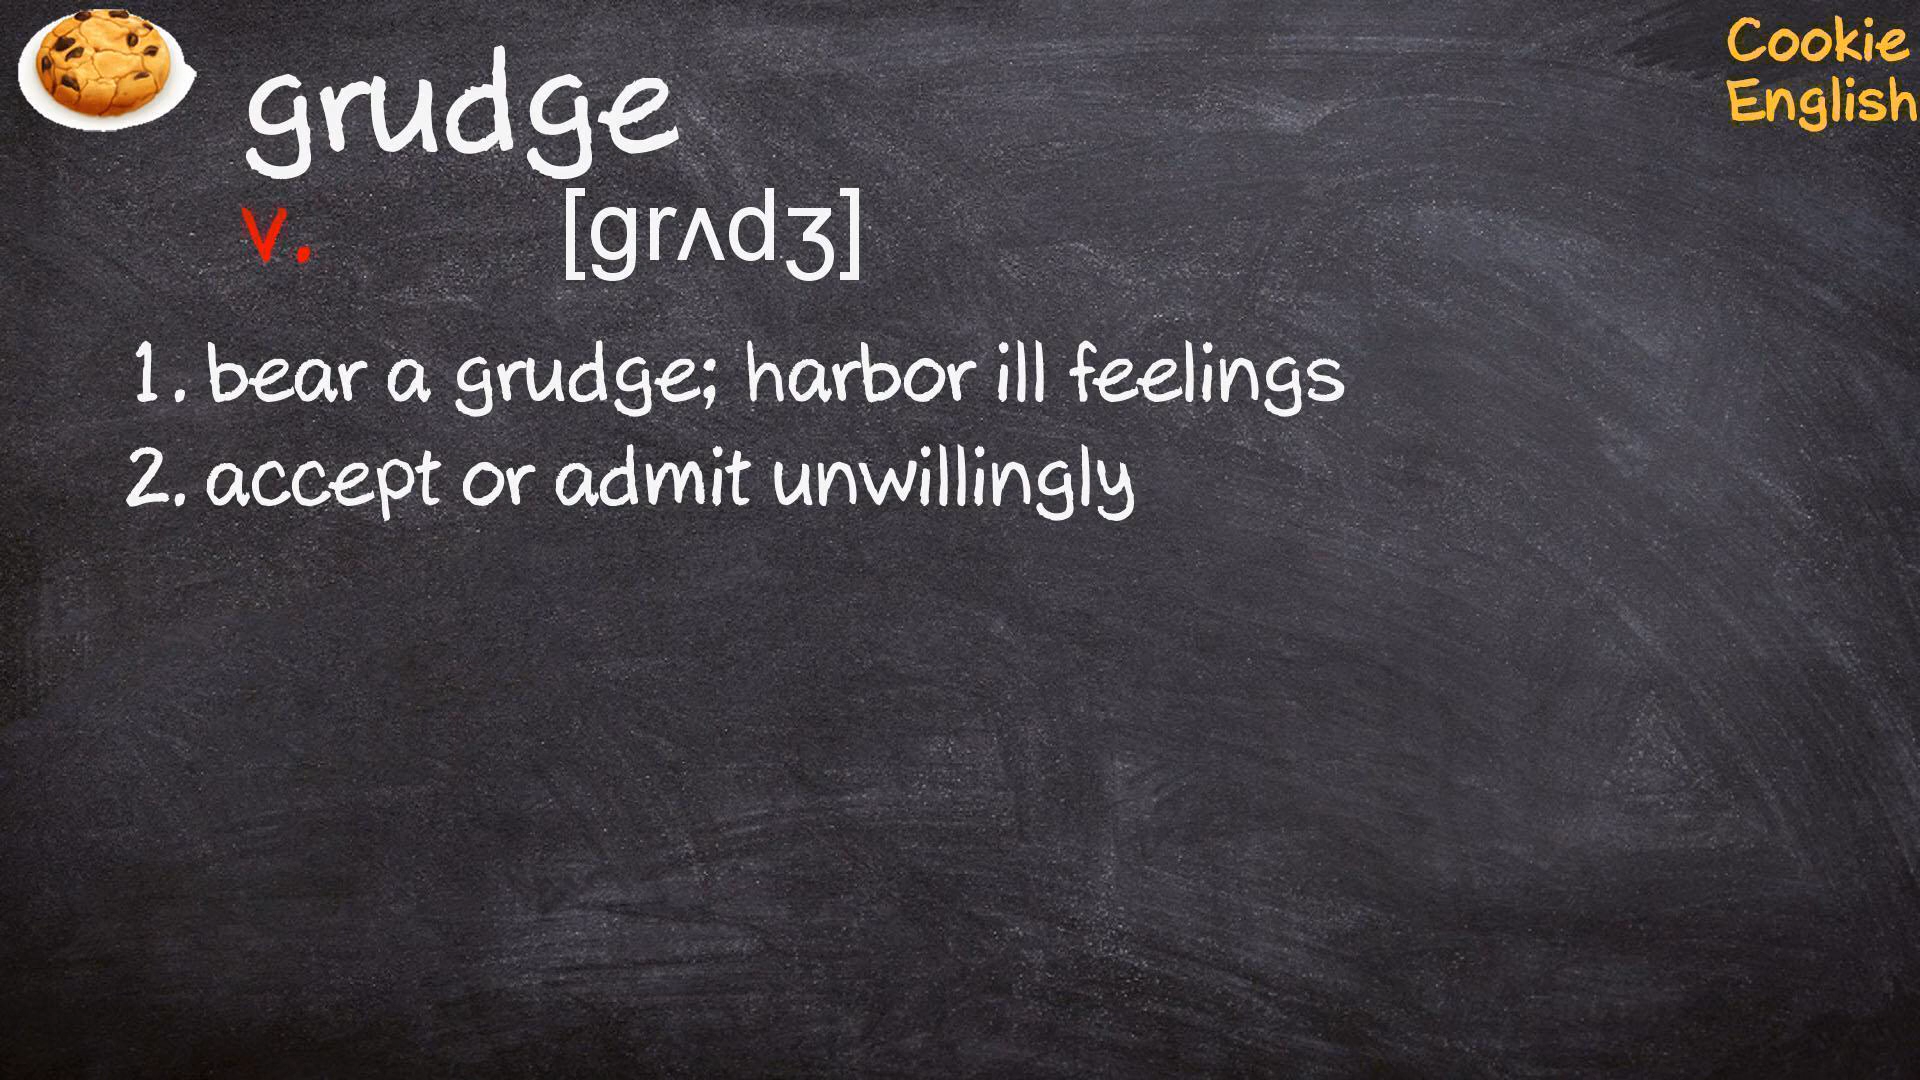 grudge
Cookie
English
v. [grʌdʒ]
1. bear a grudge; harbor ill feelings
2. accept or admit unwillingly